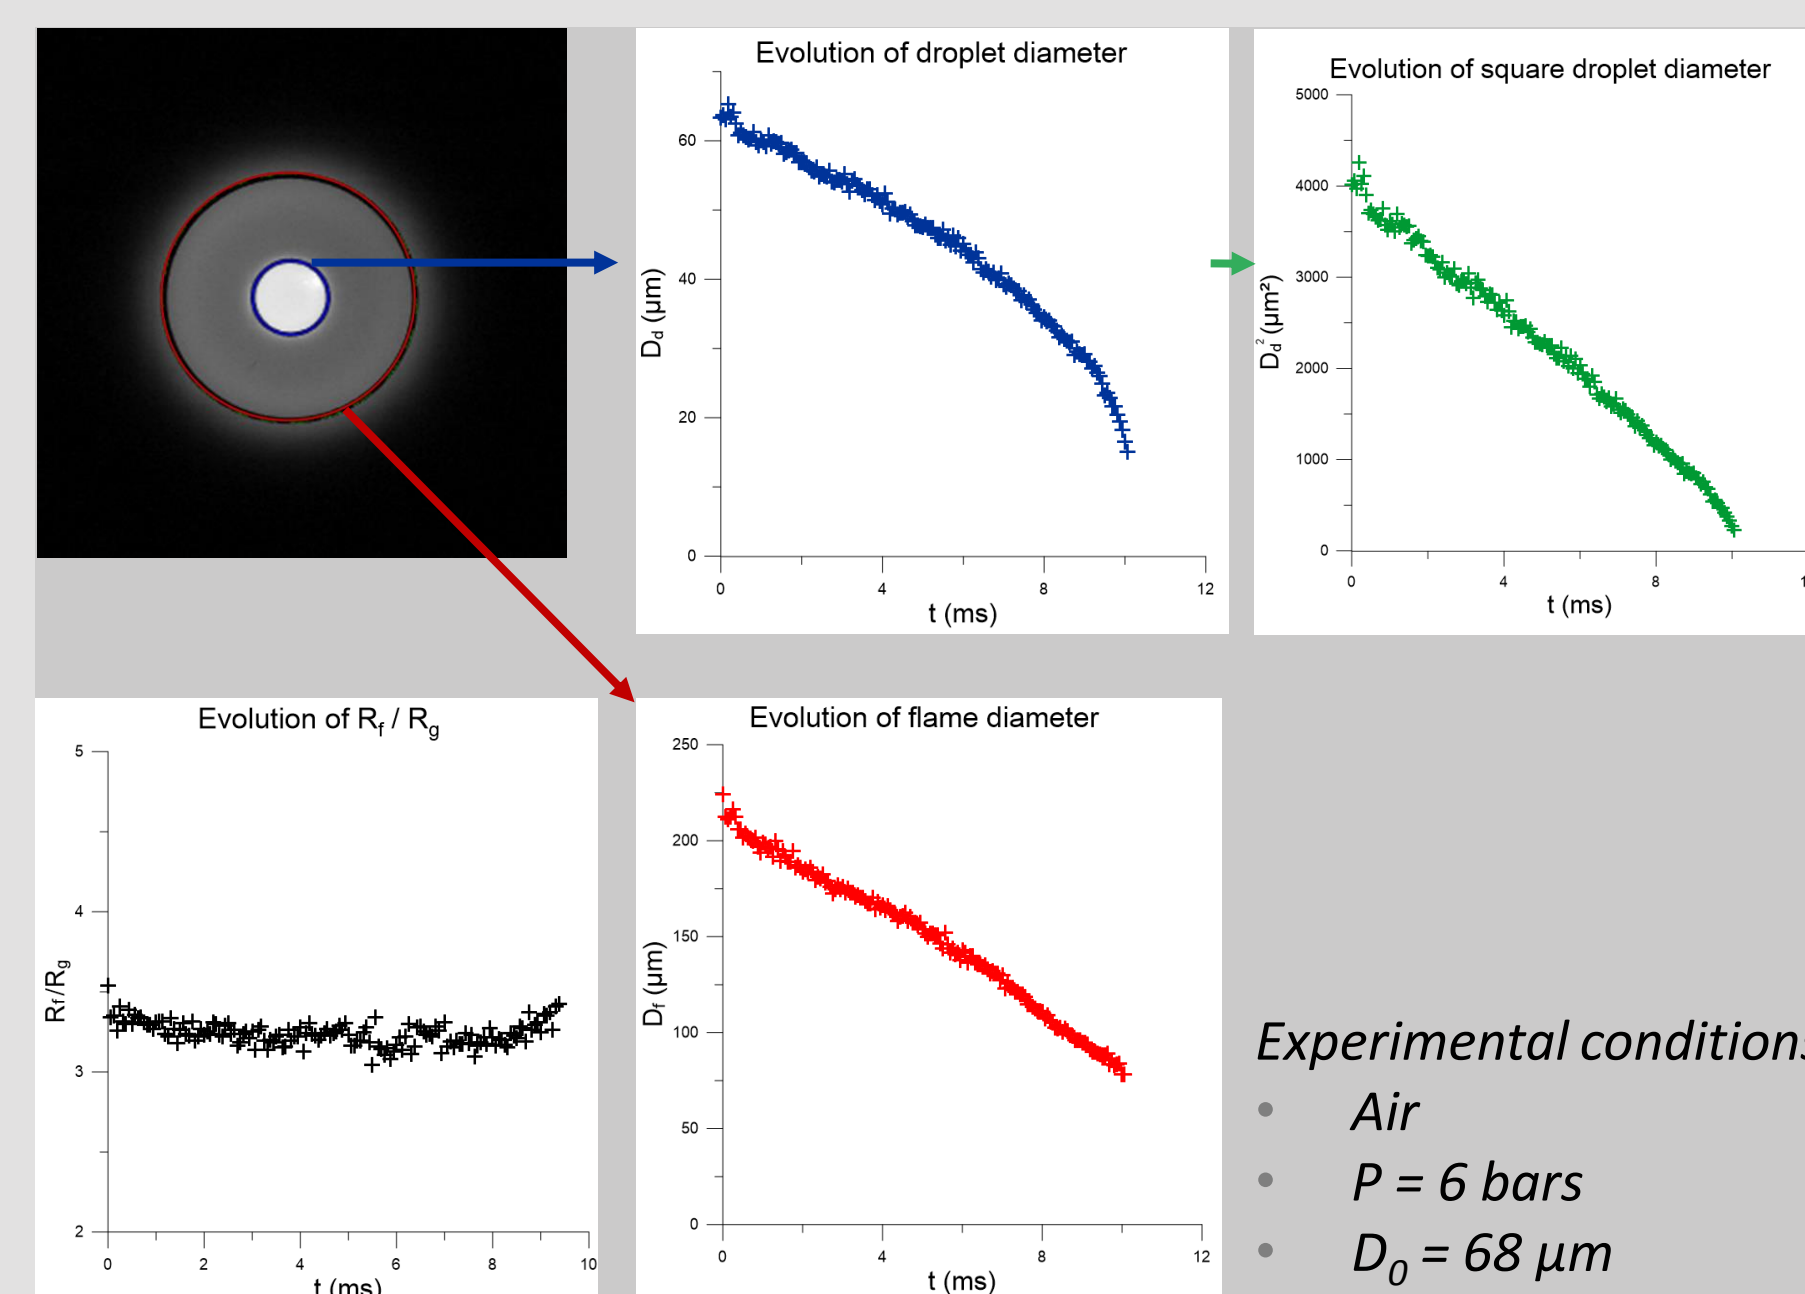 Evolution of droplet diameter
60
40
20
0
0 4 8 12
D_d (µm)
t (ms)
Evolution of square droplet diameter
5000
4000
3000
2000
1000
0
0 4 8
D_d² (µm²)
t (ms)
Evolution of R_f / R_g
5
4
3
2
0 2 4 6 8 10
R_f/R_g
t (ms)
Evolution of flame diameter
250
200
150
100
50
0
0 4 8 12
D_f (µm)
t (ms)
Experimental conditions
• Air
• P = 6 bars
• D_0 = 68 µm